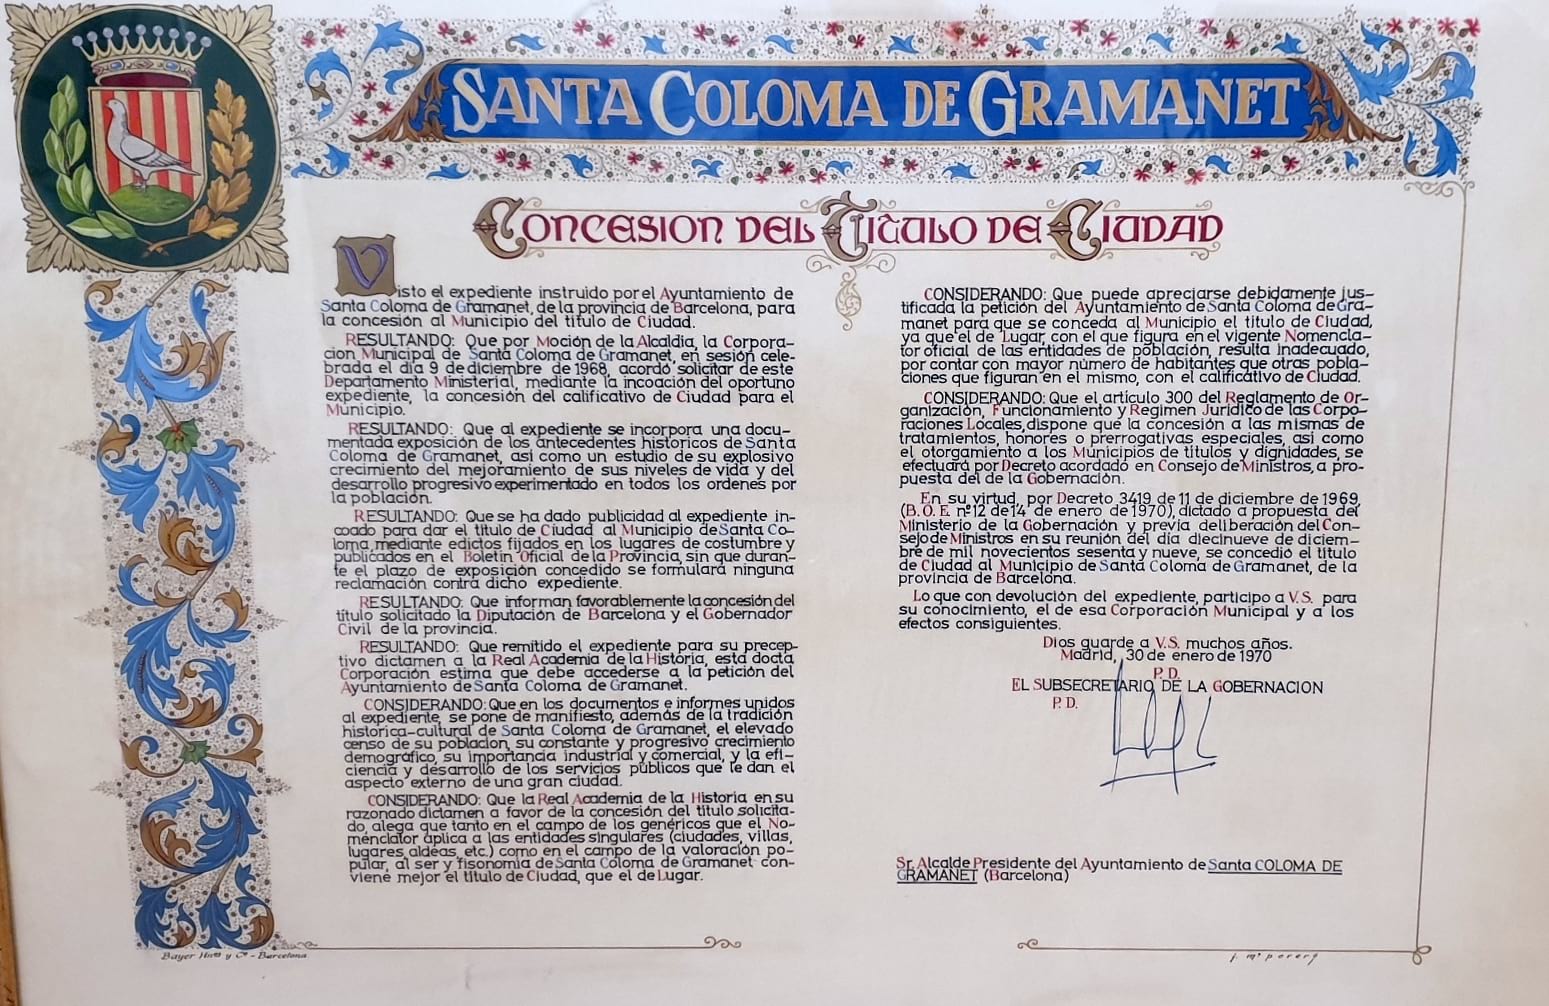 SANTA COLOMA DE GRAMANET
CONCESION DEL TITULO DE CIUDAD
Visto el expediente instruido por el Ayuntamiento de
Santa Coloma de Gramanet, de la provincia de Barcelona, para
la concesión al Municipio del título de Ciudad.
RESULTANDO: Que por Moción de la Alcaldia, la Corpora-
cion Municipal de Santa Coloma de Gramanet, en sesión cele-
brada el día 9 de diciembre de 1968, acordó solicitar de este
Departamento Ministerial, mediante la incoación del oportuno
expediente, la concesión del calificativo de Ciudad para el
Municipio.
RESULTANDO: Que al expediente se incorpora una docu-
mentada exposición de los antecedentes históricos de Santa
Coloma de Gramanet, así como un estudio de su explosivo
crecimiento del mejoramiento de sus niveles de vida y del
desarrollo progresivo experimentado en todos los ordenes por
la población.
RESULTANDO: Que se ha dado publicidad al expediente in-
coado para dar el título de Ciudad al Municipio de Santa Co-
loma, mediante edictos fijados en los lugares de costumbre y
publicados en el Boletín Oficial de la Provincia, sin que duran-
te el plazo de exposición concedido se formulará ninguna
reclamación contra dicho expediente.
RESULTANDO: Que informan favorablemente la concesión del
título solicitado la Diputación de Barcelona y el Gobernador
Civil de la provincia.
RESULTANDO: Que remitido el expediente para su precep-
tivo dictamen a la Real Academia de la História, esta docta
Corporación estima que debe accederse a la petición del
Ayuntamiento de Santa Coloma de Gramanet.
CONSIDERANDO: Que en los documentos e informes unidos
al expediente, se pone de manifiesto, además de la tradición
histórica-cultural de Santa Coloma de Gramanet, el elevado
censo de su poblacion, su constante y progresivo crecimiento
demográfico, su importancia industrial y comercial, y la efi-
ciencia y desarrollo de los servicios públicos que le dan el
aspecto externo de una gran ciudad.
CONSIDERANDO: Que la Real Academia de la Historia en su
razonado dictamen a favor de la concesión del título solicita-
do, alega que tanto en el campo de los genéricos que el No-
menclator aplica a las entidades singulares (ciudades, villas,
lugares, aldeas, etc.) como en el campo de la valoración po-
pular, al ser y fisonomía de Santa Coloma de Gramanet con-
viene mejor el título de Ciudad, que el de Lugar.
CONSIDERANDO: Que puede apreciarse debidamente jus-
tificada la petición del Ayuntamiento de Santa Coloma de Gra-
manet para que se conceda al Municipio el título de Ciudad,
ya que el de Lugar, con el que figura en el vigente Nomencla-
tor oficial de las entidades de población, resulta inadecuado,
por contar con mayor número de habitantes que otras pobla-
ciones que figuran en el mismo, con el calificativo de Ciudad.
CONSIDERANDO: Que el artículo 300 del Reglamento de Or-
ganización, Funcionamiento y Regimen Jurídico de las Corpo-
raciones Locales, dispone que la concesión a las mismas de
tratamientos, honores o prerrogativas especiales, así como
el otorgamiento a los Municipios de títulos y dignidades, se
efectuará por Decreto acordado en Consejo de Ministros, a pro-
puesta del de la Gobernación.
En su virtud, por Decreto 3419 de 11 de diciembre de 1969,
(B.O.E. nº 12 de 14 de enero de 1970), dictado a propuesta del
Ministerio de la Gobernación y previa deliberación del Con-
sejo de Ministros en su reunión del día diecinueve de diciem-
bre de mil novecientos sesenta y nueve, se concedió el título
de Ciudad al Municipio de Santa Coloma de Gramanet, de la
provincia de Barcelona.
Lo que con devolución del expediente, participo a V.S. para
su conocimiento, el de esa Corporación Municipal y a los
efectos consiguientes.
Dios guarde a V.S. muchos años.
Madrid, 30 de enero de 1970
P.D.
EL SUBSECRETARIO DE LA GOBERNACION
P.D.
Sr. Alcalde Presidente del Ayuntamiento de Santa COLOMA DE
GRAMANET (Barcelona)
Bayer Hnos y Cª - Barcelona